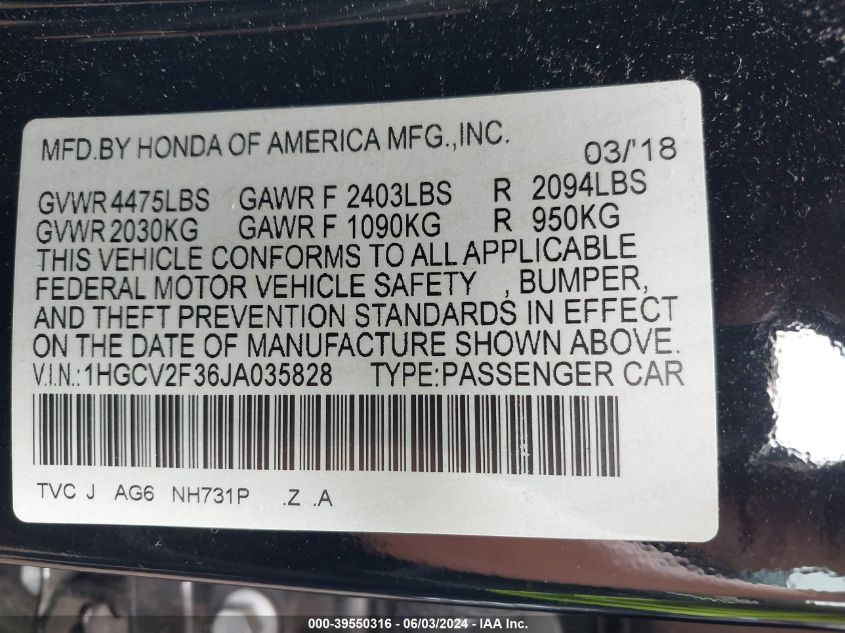 MFD.BY HONDA OF AMERICA MFG.,INC. 03/'18
GVWR 4475LBS GAWR F 2403LBS R 2094LBS
GVWR 2030KG GAWR F 1090KG R 950KG
THIS VEHICLE CONFORMS TO ALL APPLICABLE
FEDERAL MOTOR VEHICLE SAFETY , BUMPER,
AND THEFT PREVENTION STANDARDS IN EFFECT
ON THE DATE OF MANUFACTURE SHOWN ABOVE.
V.I.N.:1HGCV2F36JA035828 TYPE:PASSENGER CAR
TVC J AG6 NH731P .Z .A
000-39550316 - 06/03/2024 - IAA Inc.